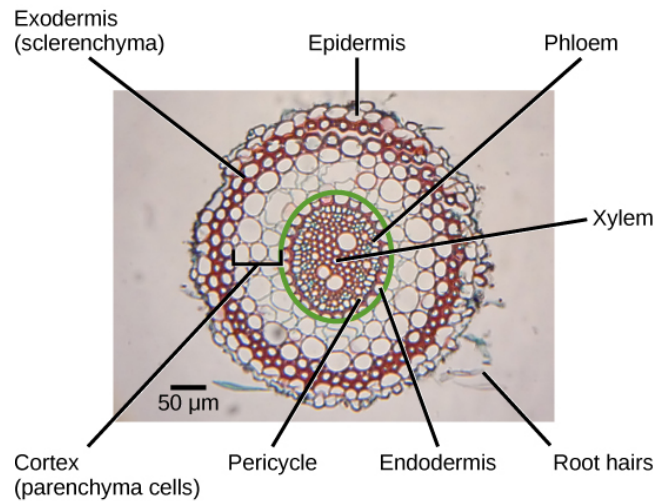 Exodermis
(sclerenchyma)
Epidermis
Phloem
Xylem
50 μm
Cortex
(parenchyma cells)
Pericycle
Endodermis
Root hairs